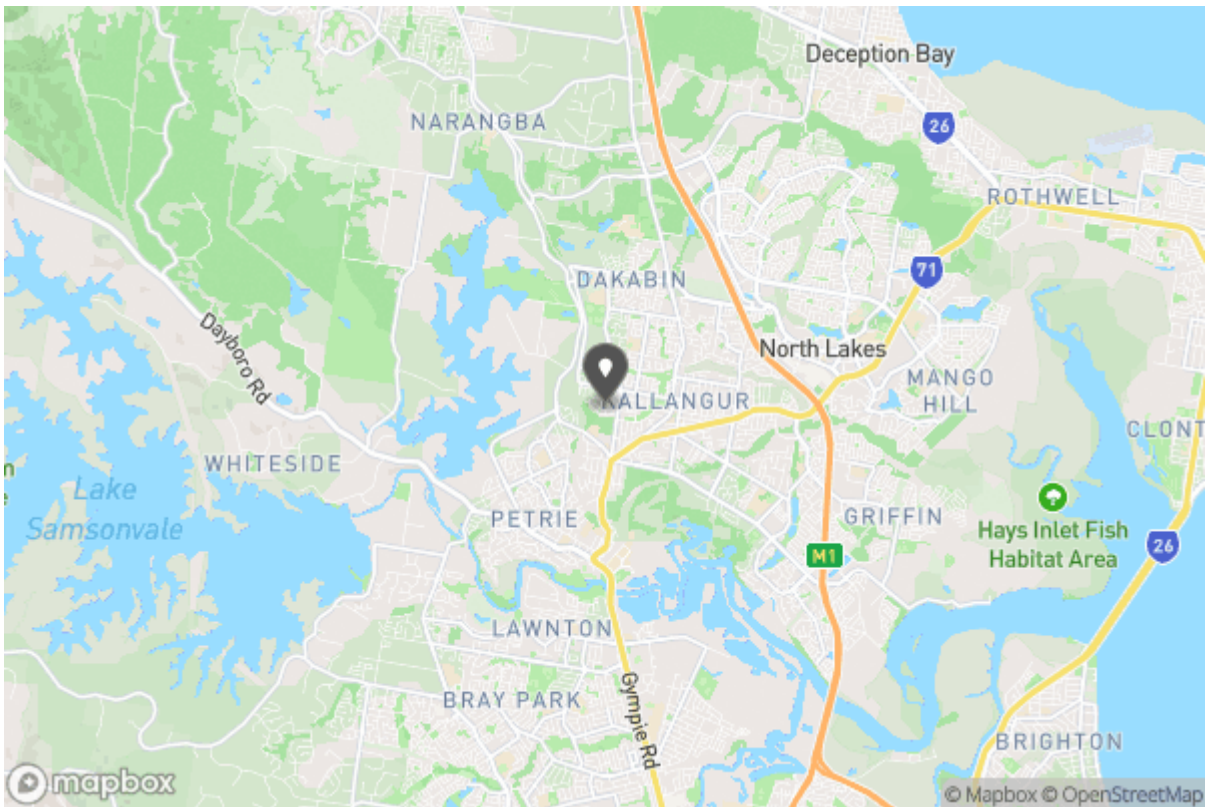 Deception Bay
NARANGBA
26
ROTHWELL
71
DAKABIN
Dayboro Rd
North Lakes
MANGO
HILL
KALLANGUR
CLONT
WHITESIDE
Lake
Samsonvale
n
e
PETRIE
GRIFFIN
Hays Inlet Fish
Habitat Area
26
M1
LAWNTON
BRAY PARK
Gympie Rd
BRIGHTON
mapbox
© Mapbox © OpenStreetMap